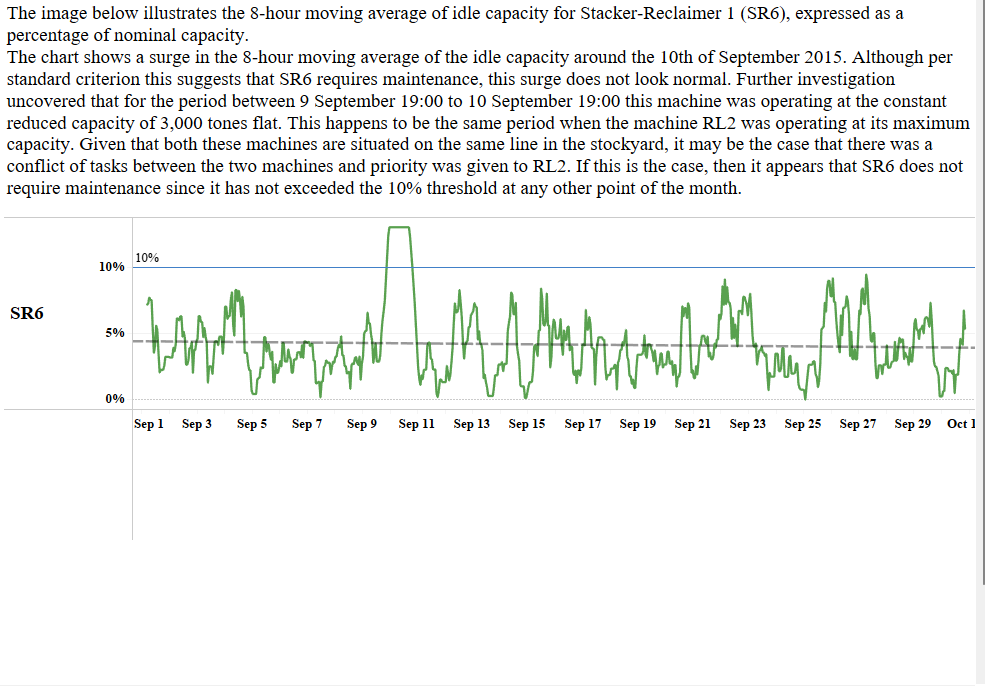 The image below illustrates the 8-hour moving average of idle capacity for Stacker-Reclaimer 1 (SR6), expressed as a
percentage of nominal capacity.
The chart shows a surge in the 8-hour moving average of the idle capacity around the 10th of September 2015. Although per
standard criterion this suggests that SR6 requires maintenance, this surge does not look normal. Further investigation
uncovered that for the period between 9 September 19:00 to 10 September 19:00 this machine was operating at the constant
reduced capacity of 3,000 tones flat. This happens to be the same period when the machine RL2 was operating at its maximum
capacity. Given that both these machines are situated on the same line in the stockyard, it may be the case that there was a
conflict of tasks between the two machines and priority was given to RL2. If this is the case, then it appears that SR6 does not
require maintenance since it has not exceeded the 10% threshold at any other point of the month.
10%
10%
SR6
5%
0%
Sep 1 Sep 3 Sep 5 Sep 7 Sep 9 Sep 11 Sep 13 Sep 15 Sep 17 Sep 19 Sep 21 Sep 23 Sep 25 Sep 27 Sep 29 Oct 1